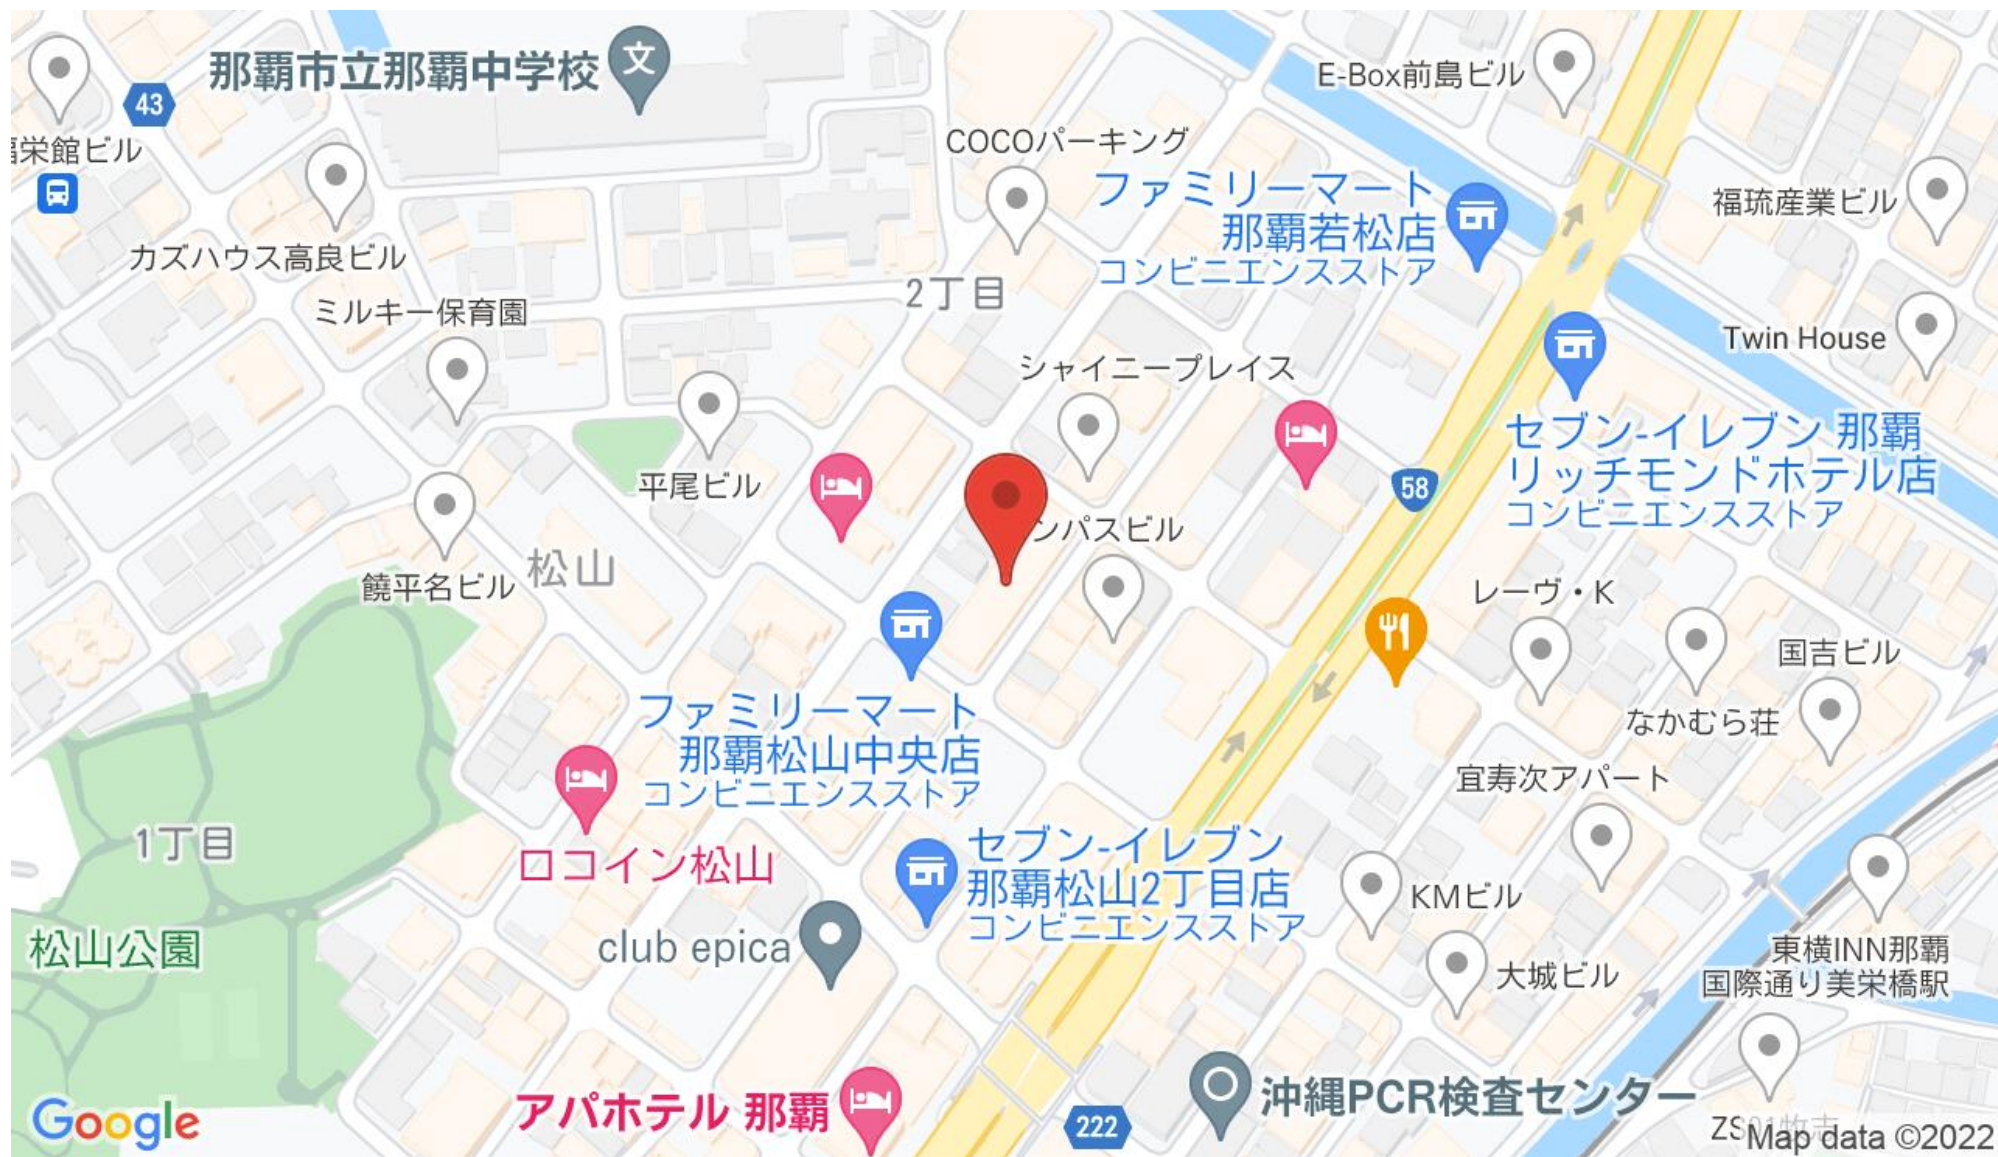 那覇市立那覇中学校
文
43
栄館ビル
カズハウス高良ビル
ミルキー保育園
COCOパーキング
E-Box前島ビル
ファミリーマート
那覇若松店
コンビニエンスストア
福琉産業ビル
2丁目
Twin House
シャイニープレイス
セブン-イレブン 那覇
リッチモンドホテル店
コンビニエンスストア
58
平尾ビル
ンパスビル
松山
饒平名ビル
レーヴ・K
国吉ビル
なかむら荘
ファミリーマート
那覇松山中央店
コンビニエンスストア
宜寿次アパート
1丁目
ロコイン松山
セブン-イレブン
那覇松山2丁目店
コンビニエンスストア
KMビル
松山公園
club epica
大城ビル
東横INN那覇
国際通り美栄橋駅
アパホテル 那覇
222
沖縄PCR検査センター
Google
Map data ©2022